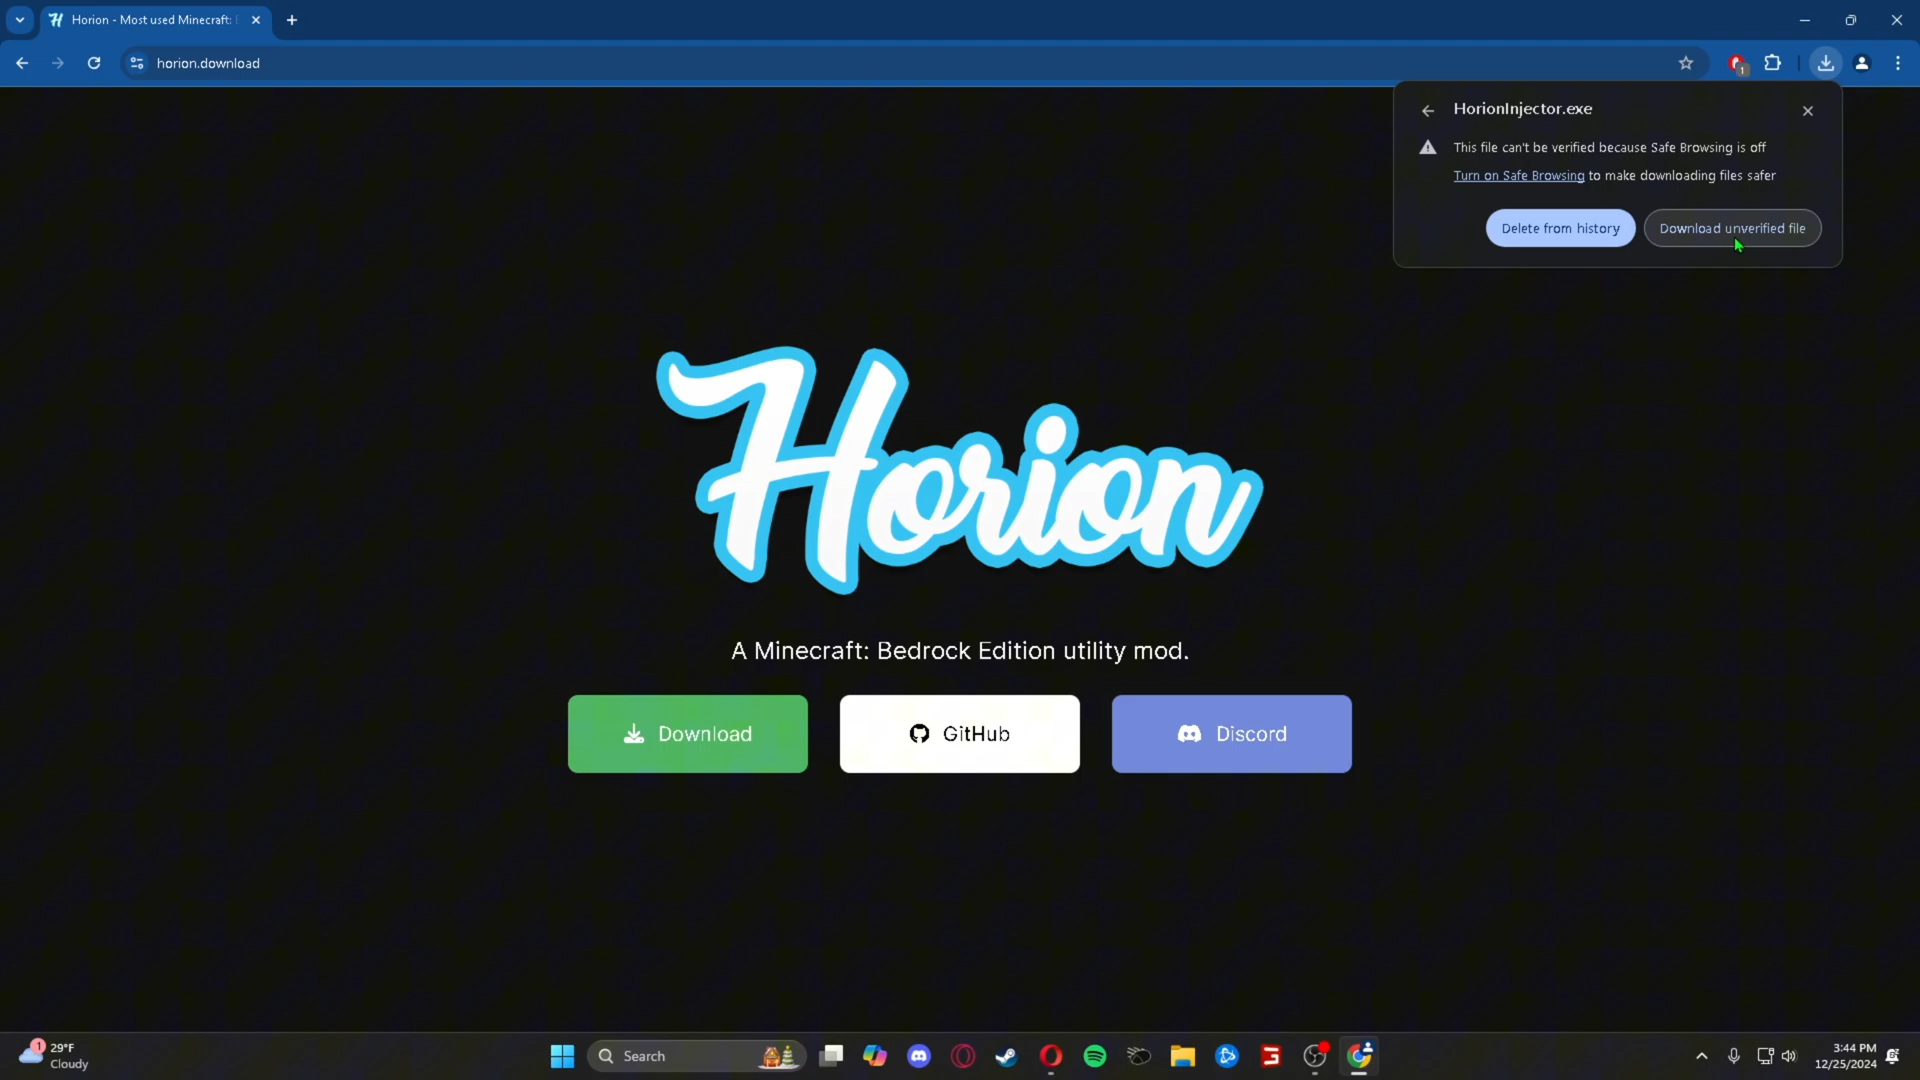 Horion - Most used Minecraft:
horion.download
1
HorionInjector.exe
This file can't be verified because Safe Browsing is off
Turn on Safe Browsing to make downloading files safer
Delete from history
Download unverified file
Horion
A Minecraft: Bedrock Edition utility mod.
Download
GitHub
Discord
1
29°F
Cloudy
Search
3:44 PM
12/25/2024